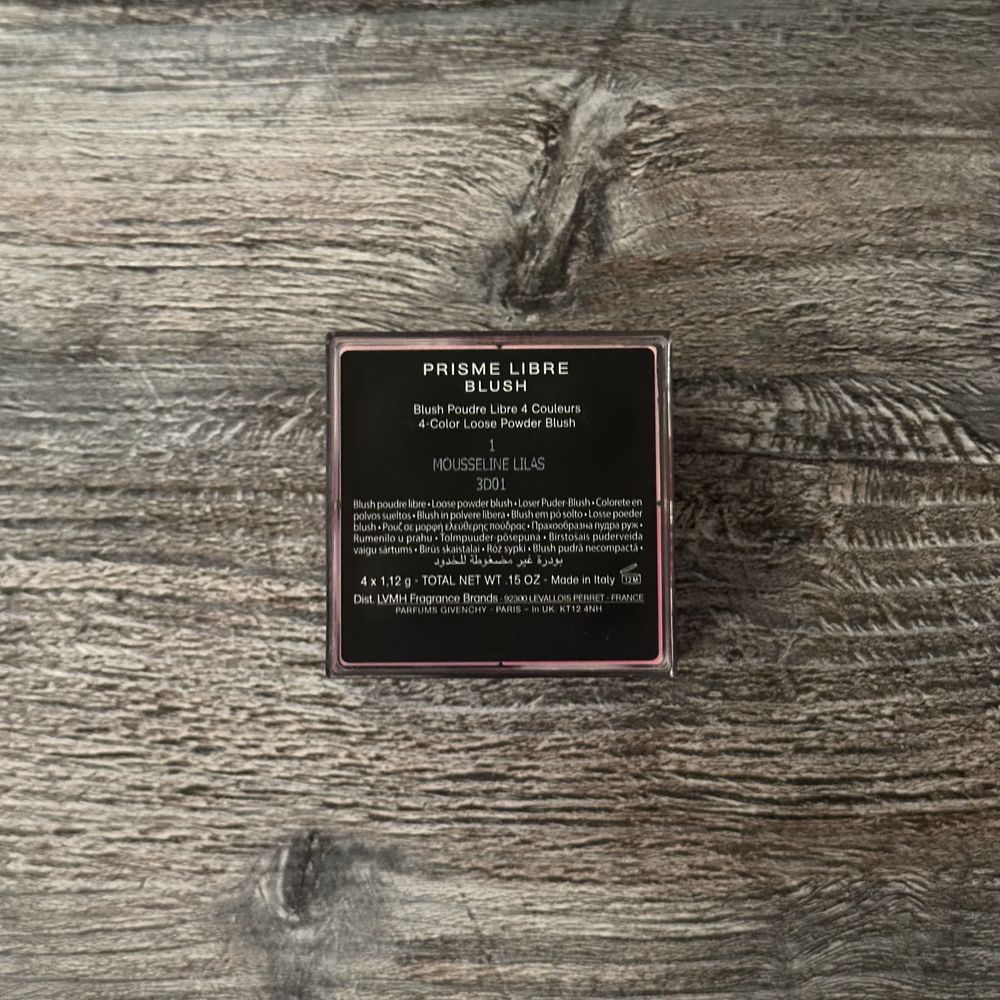 PRISME LIBRE
BLUSH
Blush Poudre Libre 4 Couleurs
4-Color Loose Powder Blush
1
MOUSSELINE LILAS
3D01
Blush poudre libre • Loose powder blush • Loser Puder-Blush • Colorete en
polvos sueltos • Blush in polvere libera • Blush em pó solto • Losse poeder
blush • Ρουζ σε μορφή ελεύθερης πούδρας • Прахообразна пудра руж •
Rumenilo u prahu • Tolmpuuder-põsepuna • Birstošais pūderveida
vaigu sārtums • Birūs skaistalai • Róż sypki • Blush pudră necompactă •
بودرة غير مضغوطة للخدود
4 x 1,12 g - TOTAL NET WT .15 OZ - Made in Italy 12M
Dist. LVMH Fragrance Brands - 92300 LEVALLOIS PERRET - FRANCE
PARFUMS GIVENCHY - PARIS - In UK: KT12 4NH